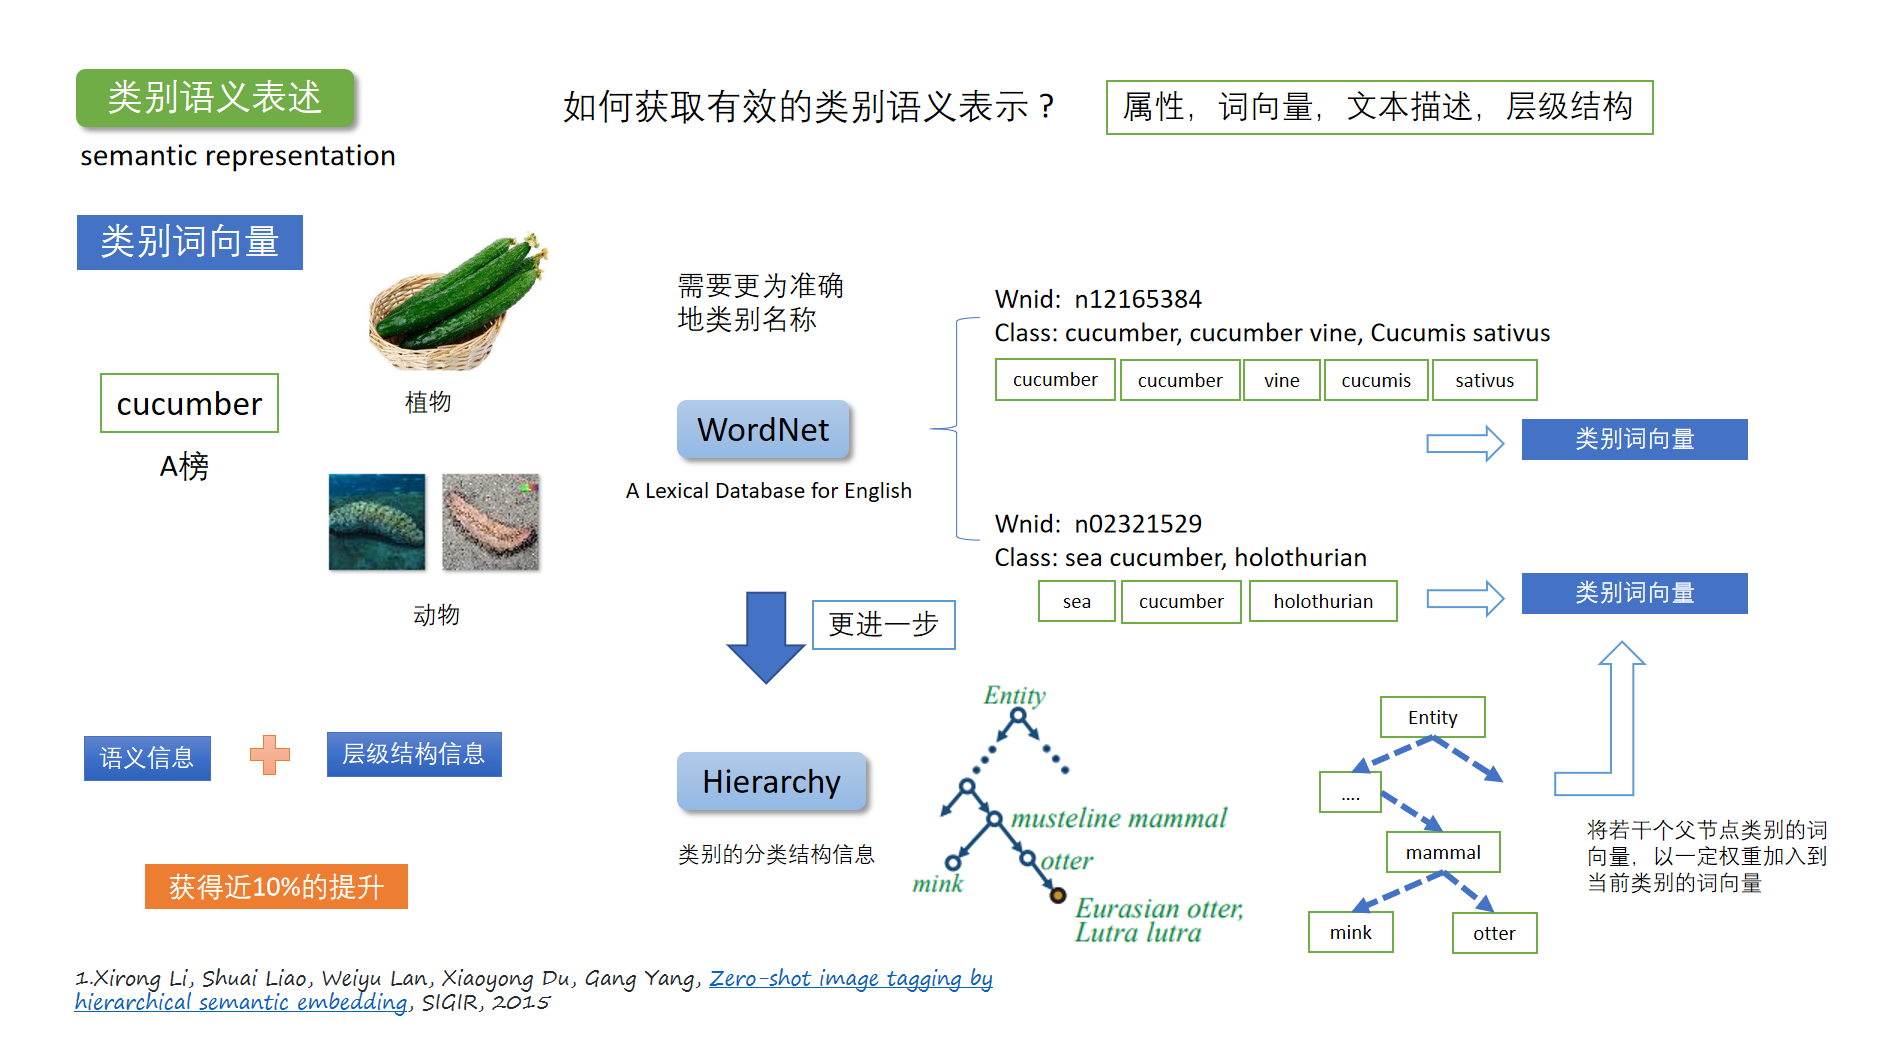 类别语义表述
semantic representation
如何获取有效的类别语义表示？
属性，词向量，文本描述，层级结构
类别词向量
cucumber
A榜
植物
动物
需要更为准确
地类别名称
WordNet
A Lexical Database for English
Wnid: n12165384
Class: cucumber, cucumber vine, Cucumis sativus
cucumber cucumber vine cucumis sativus
类别词向量
Wnid: n02321529
Class: sea cucumber, holothurian
sea cucumber holothurian
类别词向量
更进一步
语义信息
层级结构信息
获得近10%的提升
Hierarchy
类别的分类结构信息
Entity
musteline mammal
otter
mink
Eurasian otter,
Lutra lutra
Entity
....
mammal
mink
otter
将若干个父节点类别的词
向量，以一定权重加入到
当前类别的词向量
1.Xirong Li, Shuai Liao, Weiyu Lan, Xiaoyong Du, Gang Yang, Zero-shot image tagging by
hierarchical semantic embedding, SIGIR, 2015